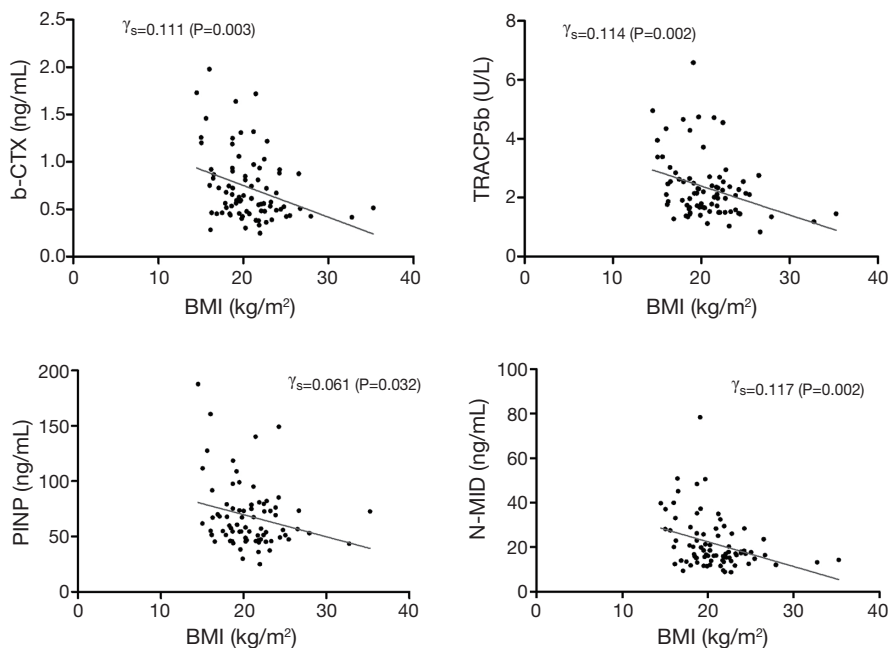 γs=0.111 (P=0.003)
b-CTX (ng/mL)
2.5
2.0
1.5
1.0
0.5
0.0
0 10 20 30 40
BMI (kg/m²)
γs=0.114 (P=0.002)
TRACP5b (U/L)
8
6
4
2
0
0 10 20 30 40
BMI (kg/m²)
γs=0.061 (P=0.032)
PINP (ng/mL)
200
150
100
50
0
0 10 20 30 40
BMI (kg/m²)
γs=0.117 (P=0.002)
N-MID (ng/mL)
100
80
60
40
20
0
0 10 20 30 40
BMI (kg/m²)